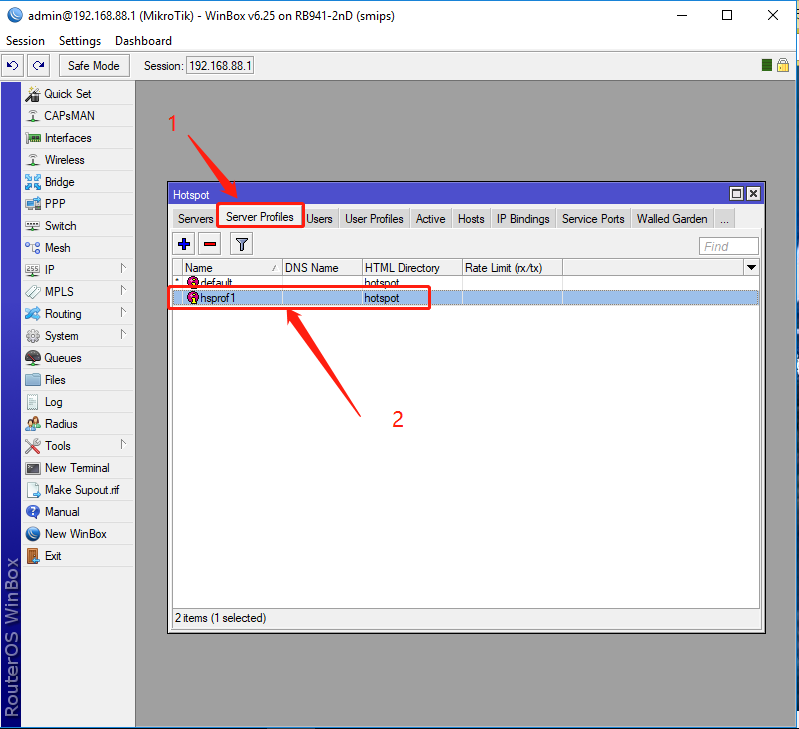 admin@192.168.88.1 (MikroTik) - WinBox v6.25 on RB941-2nD (smips)
Session Settings Dashboard
Safe Mode Session: 192.168.88.1
Quick Set
CAPsMAN
Interfaces
Wireless
Bridge
PPP
Switch
Mesh
IP
MPLS
Routing
System
Queues
Files
Log
Radius
Tools
New Terminal
Make Supout.rif
Manual
New WinBox
Exit
RouterOS WinBox
1
Hotspot
Servers Server Profiles Users User Profiles Active Hosts IP Bindings Service Ports Walled Garden ...
Find
Name DNS Name HTML Directory Rate Limit (rx/tx)
* default hotspot
hsprof1 hotspot
2
2 items (1 selected)